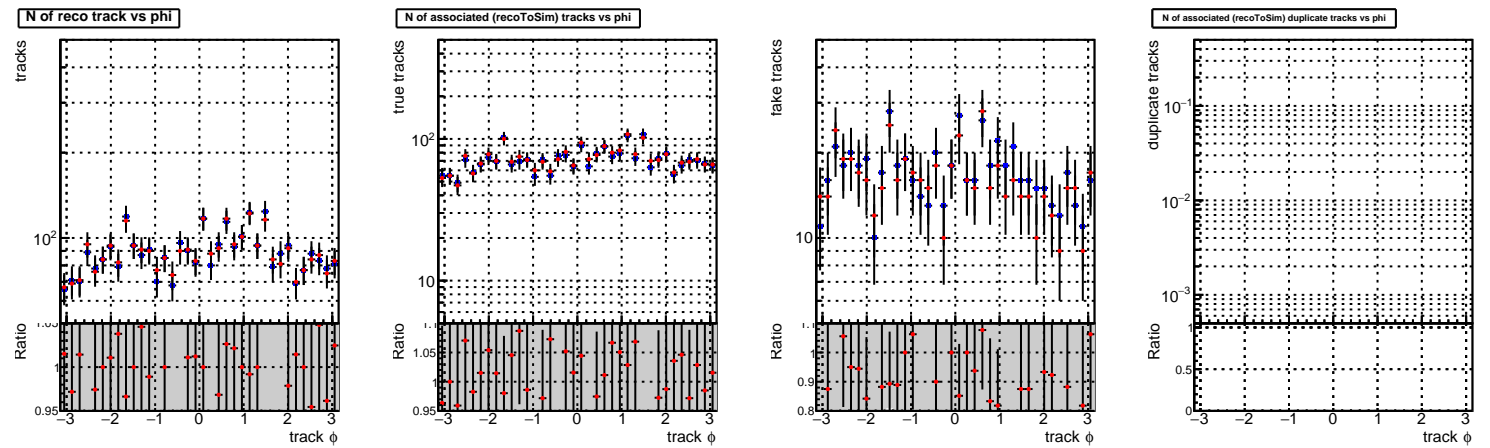 N of reco track vs phi
tracks
10²
Ratio
1.05
1
0.95
−3 −2 −1 0 1 2 3
track ϕ
N of associated (recoToSim) tracks vs phi
true tracks
10²
10
Ratio
1.1
1.05
1
0.95
−3 −2 −1 0 1 2 3
track ϕ
fake tracks
10
Ratio
1.1
1
0.9
0.8
−3 −2 −1 0 1 2 3
track ϕ
N of associated (recoToSim) duplicate tracks vs phi
duplicate tracks
10⁻¹
10⁻²
10⁻³
Ratio
1
0.5
0
−3 −2 −1 0 1 2 3
track ϕ